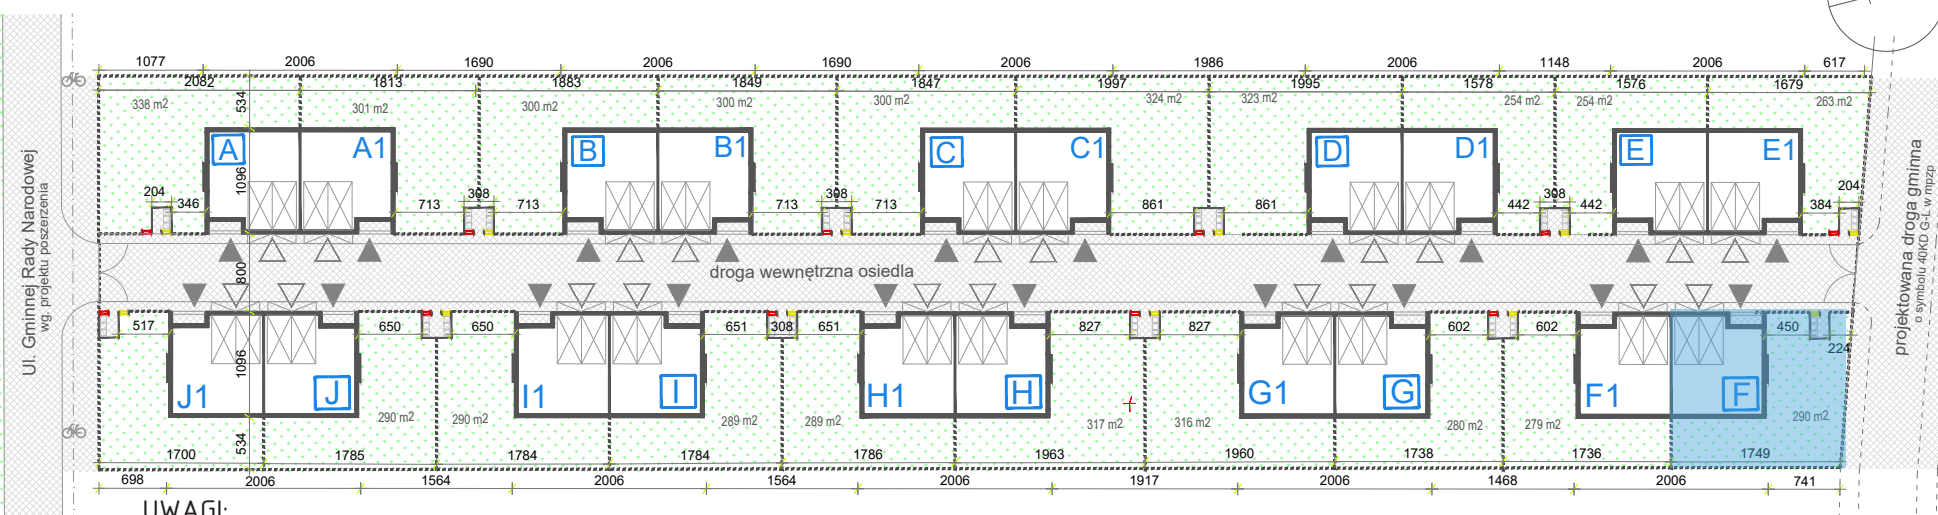 1077 2006 1690 2006 1690 2006 1986 2006 1148 2006 617
2082 1813 1883 1849 1847 1997 1995 1578 1576 1679
338 m2 534 301 m2 300 m2 300 m2 300 m2 324 m2 323 m2 254 m2 254 m2 263 m2
A A1 B B1 C C1 D D1 E E1
1096
204 346 713 308 713 713 308 713 861 861 442 308 442 384 204
800
droga wewnętrzna osiedla
Ul. Gminnej Rady Narodowej
wg. projektu poszerzenia
projektowana droga gminna
o symbolu 40KD G-L w mpzp
517 650 650 651 308 651 827 827 602 602 450
224
1096
J1 J I1 I H1 H G1 G F1 F
290 m2 290 m2 289 m2 289 m2 317 m2 316 m2 280 m2 279 m2 290 m2
534
1700 1785 1784 1784 1786 1963 1960 1738 1736 1749
698 2006 1564 2006 1564 2006 1917 2006 1468 2006 741
UWAGI: